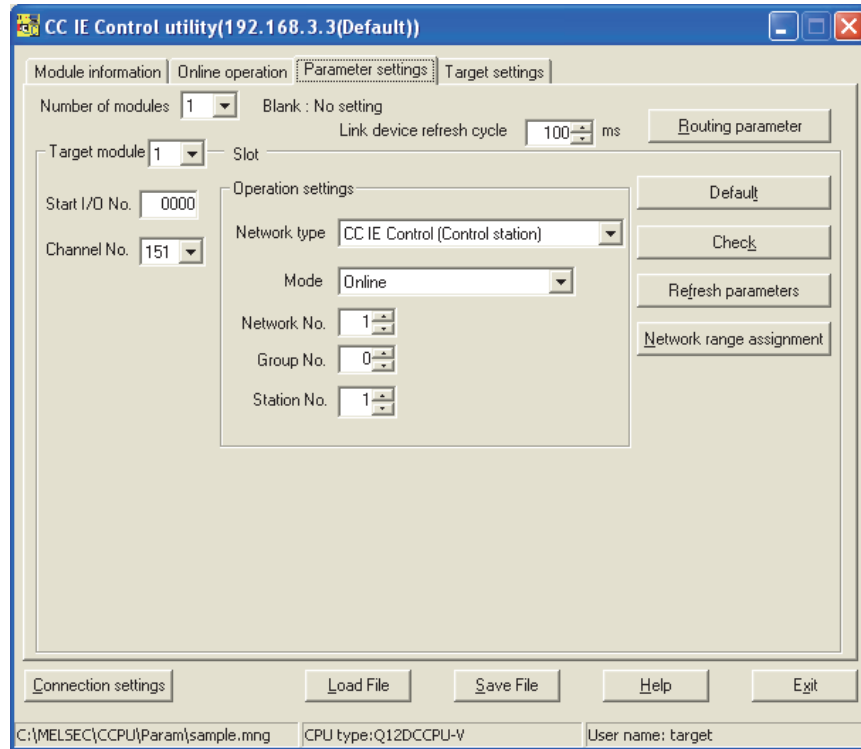 CC IE Control utility(192.168.3.3(Default))
Module information Online operation Parameter settings Target settings
Number of modules 1 Blank : No setting
Link device refresh cycle 100 ms Routing parameter
Target module 1 Slot
Start I/O No. 0000 Operation settings Default
Channel No. 151 Network type CC IE Control (Control station) Check
Mode Online Refresh parameters
Network No. 1 Network range assignment
Group No. 0
Station No. 1
Connection settings Load File Save File Help Exit
C:\MELSEC\CCPU\Param\sample.mng CPU type:Q12DCCPU-V User name: target